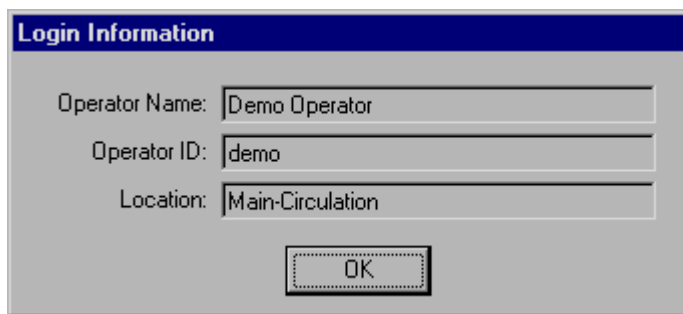 Login Information
Operator Name: Demo Operator
Operator ID: demo
Location: Main-Circulation
OK